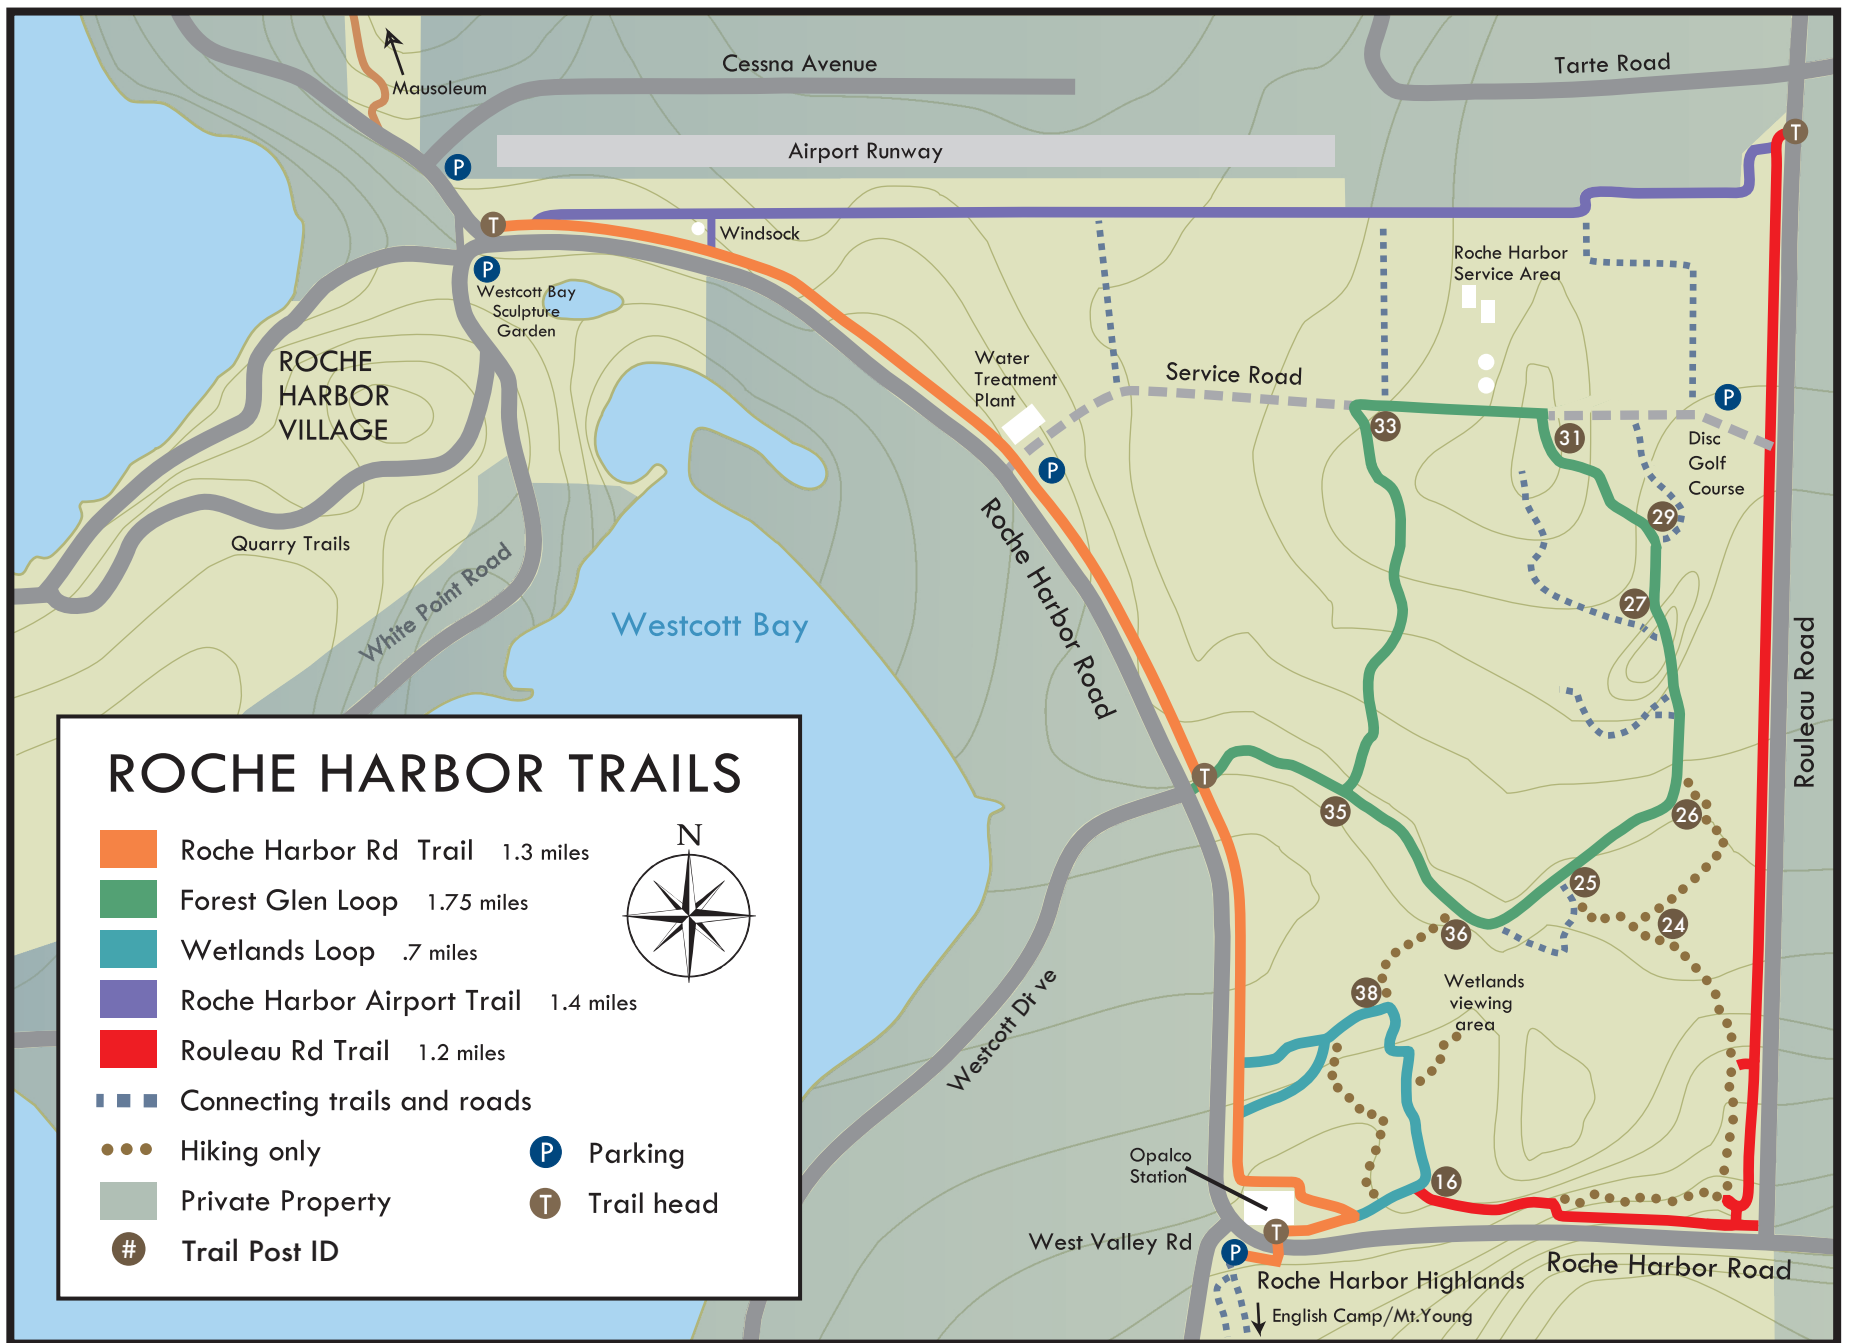 Cessna Avenue
Tarte Road
Mausoleum
Airport Runway
P
T
T
Windsock
P
Westcott Bay
Sculpture
Garden
Roche Harbor
Service Area
ROCHE
HARBOR
VILLAGE
Water
Treatment
Plant
Service Road
P
33
31
Disc
Golf
Course
P
29
Quarry Trails
White Point Road
Roche Harbor Road
27
Westcott Bay
Rouleau Road
T
35
26
25
24
36
Wetlands
viewing
area
38
Westcott Dr ve
Opalco
Station
16
West Valley Rd
T
P
Roche Harbor Road
Roche Harbor Highlands
English Camp/Mt.Young
ROCHE HARBOR TRAILS
N
Roche Harbor Rd Trail 1.3 miles
Forest Glen Loop 1.75 miles
Wetlands Loop .7 miles
Roche Harbor Airport Trail 1.4 miles
Rouleau Rd Trail 1.2 miles
Connecting trails and roads
Hiking only
P Parking
Private Property
T Trail head
# Trail Post ID